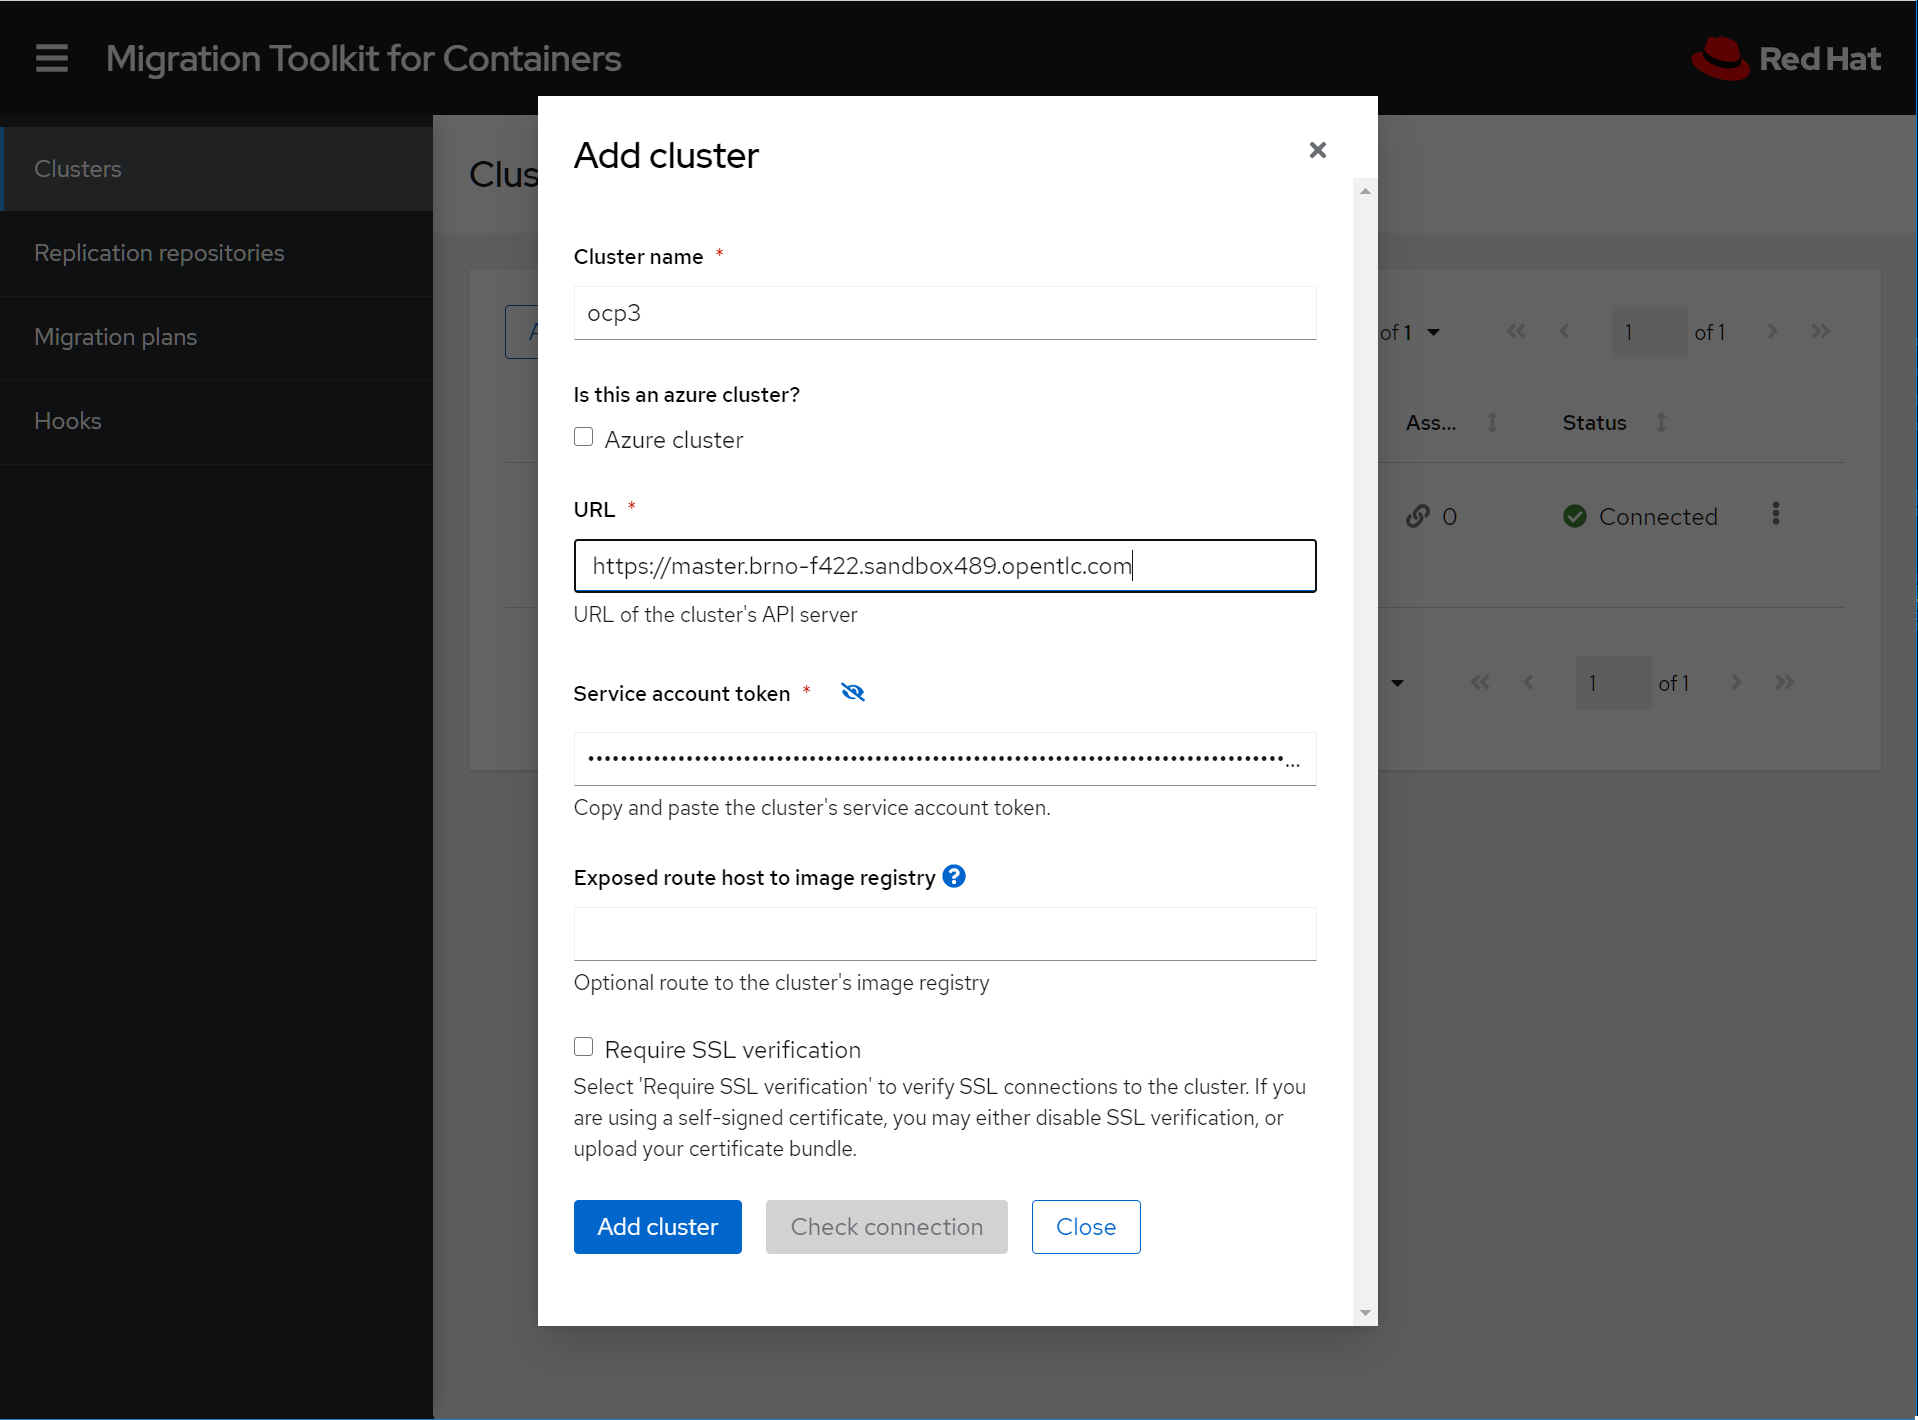 Migration Toolkit for Containers
Red Hat
Clusters
Replication repositories
Migration plans
Hooks
Clus
A
of 1
1
of 1
Ass...
Status
0
Connected
1
of 1
Add cluster
Cluster name *
ocp3
Is this an azure cluster?
Azure cluster
URL *
https://master.brno-f422.sandbox489.opentlc.com
URL of the cluster's API server
Service account token *
Copy and paste the cluster's service account token.
Exposed route host to image registry
Optional route to the cluster's image registry
Require SSL verification
Select 'Require SSL verification' to verify SSL connections to the cluster. If you
are using a self-signed certificate, you may either disable SSL verification, or
upload your certificate bundle.
Add cluster
Check connection
Close